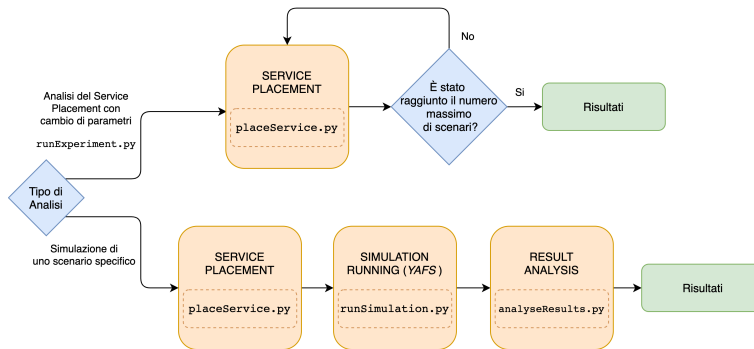 No
SERVICE
PLACEMENT
placeService.py
È stato
raggiunto il numero
massimo
di scenari?
Si
Risultati
Analisi del Service
Placement con
cambio di parametri
runExperiment.py
Tipo di
Analisi
Simulazione di
uno scenario specifico
SERVICE
PLACEMENT
placeService.py
SIMULATION
RUNNING (YAFS )
runSimulation.py
RESULT
ANALYSIS
analyseResults.py
Risultati